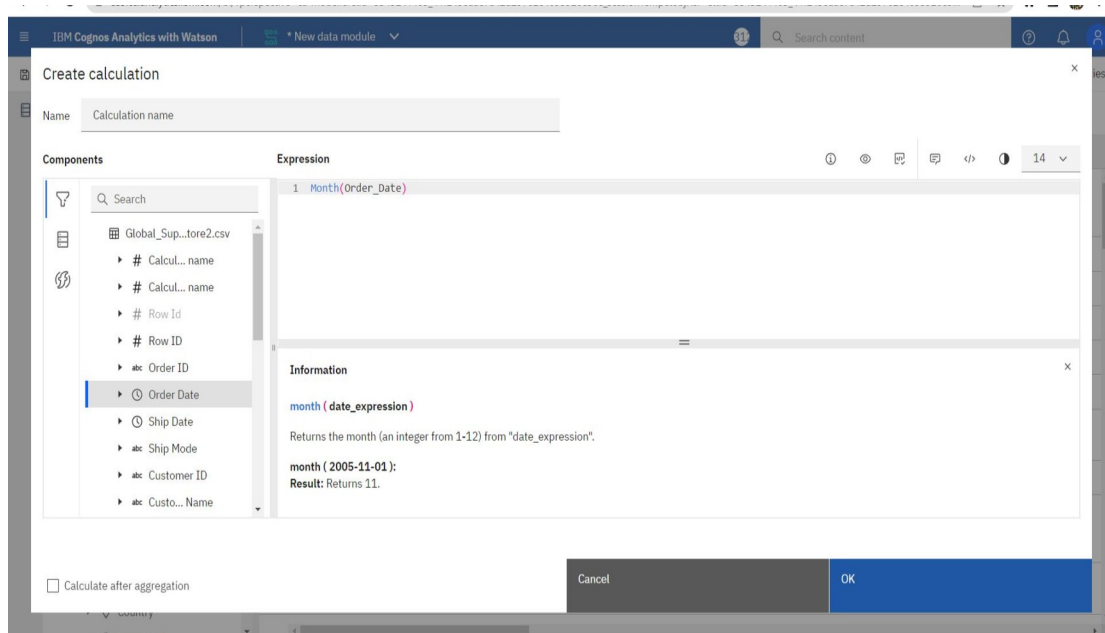 IBM Cognos Analytics with Watson
* New data module
Search content
Create calculation
ies
Name
Calculation name
Components
Expression
14
Search
1 Month(Order_Date)
Global_Sup...tore2.csv
# Calcul... name
# Calcul... name
# Row Id
# Row ID
abc Order ID
Order Date
Ship Date
abc Ship Mode
abc Customer ID
abc Custo... Name
Information
month ( date_expression )
Returns the month (an integer from 1-12) from "date_expression".
month ( 2005-11-01 ):
Result: Returns 11.
Calculate after aggregation
Cancel
OK
Country